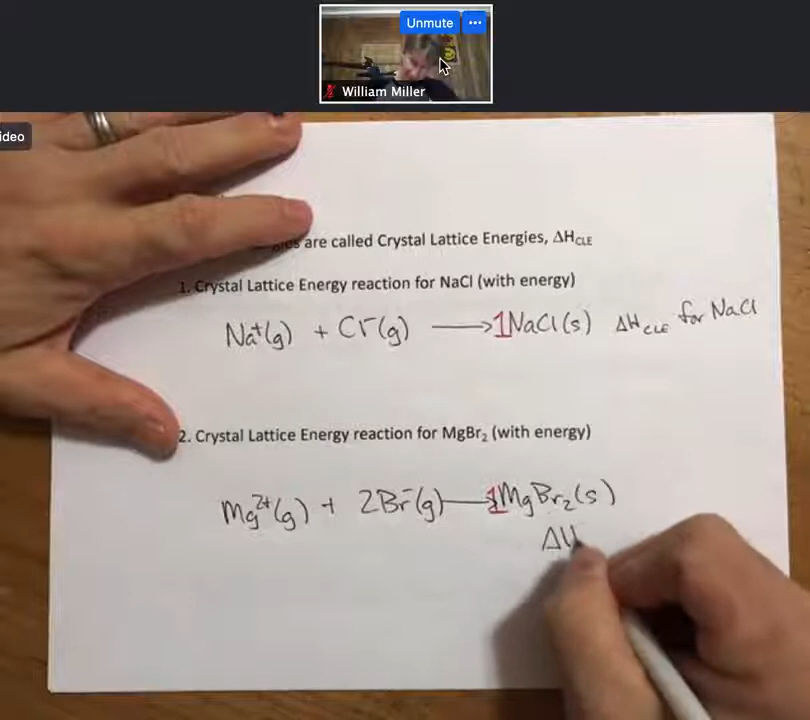 Unmute ...
William Miller
ideo
are called Crystal Lattice Energies, ΔHCLE
1. Crystal Lattice Energy reaction for NaCl (with energy)
Na⁺(g) + Cl⁻(g) → 1NaCl(s) ΔHCLE for NaCl
2. Crystal Lattice Energy reaction for MgBr₂ (with energy)
Mg²⁺(g) + 2Br⁻(g) → 1MgBr₂(s)
ΔH